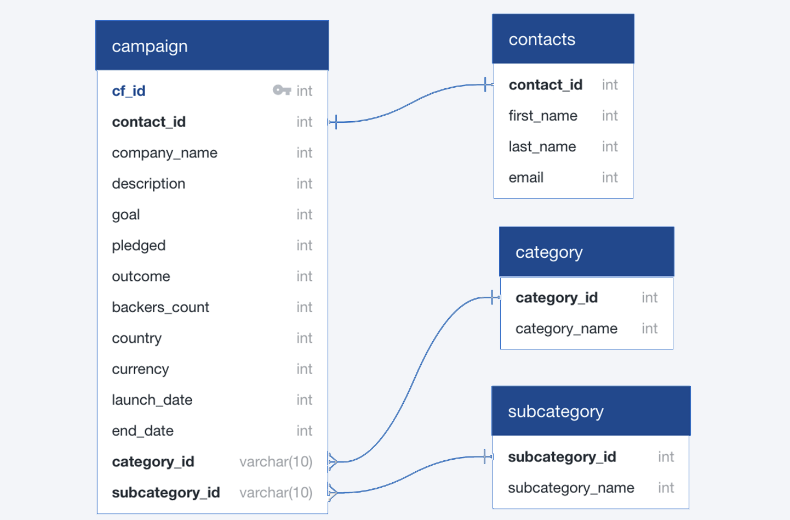 campaign
cf_id int
contact_id int
company_name int
description int
goal int
pledged int
outcome int
backers_count int
country int
currency int
launch_date int
end_date int
category_id varchar(10)
subcategory_id varchar(10)
contacts
contact_id int
first_name int
last_name int
email int
category
category_id int
category_name int
subcategory
subcategory_id int
subcategory_name int